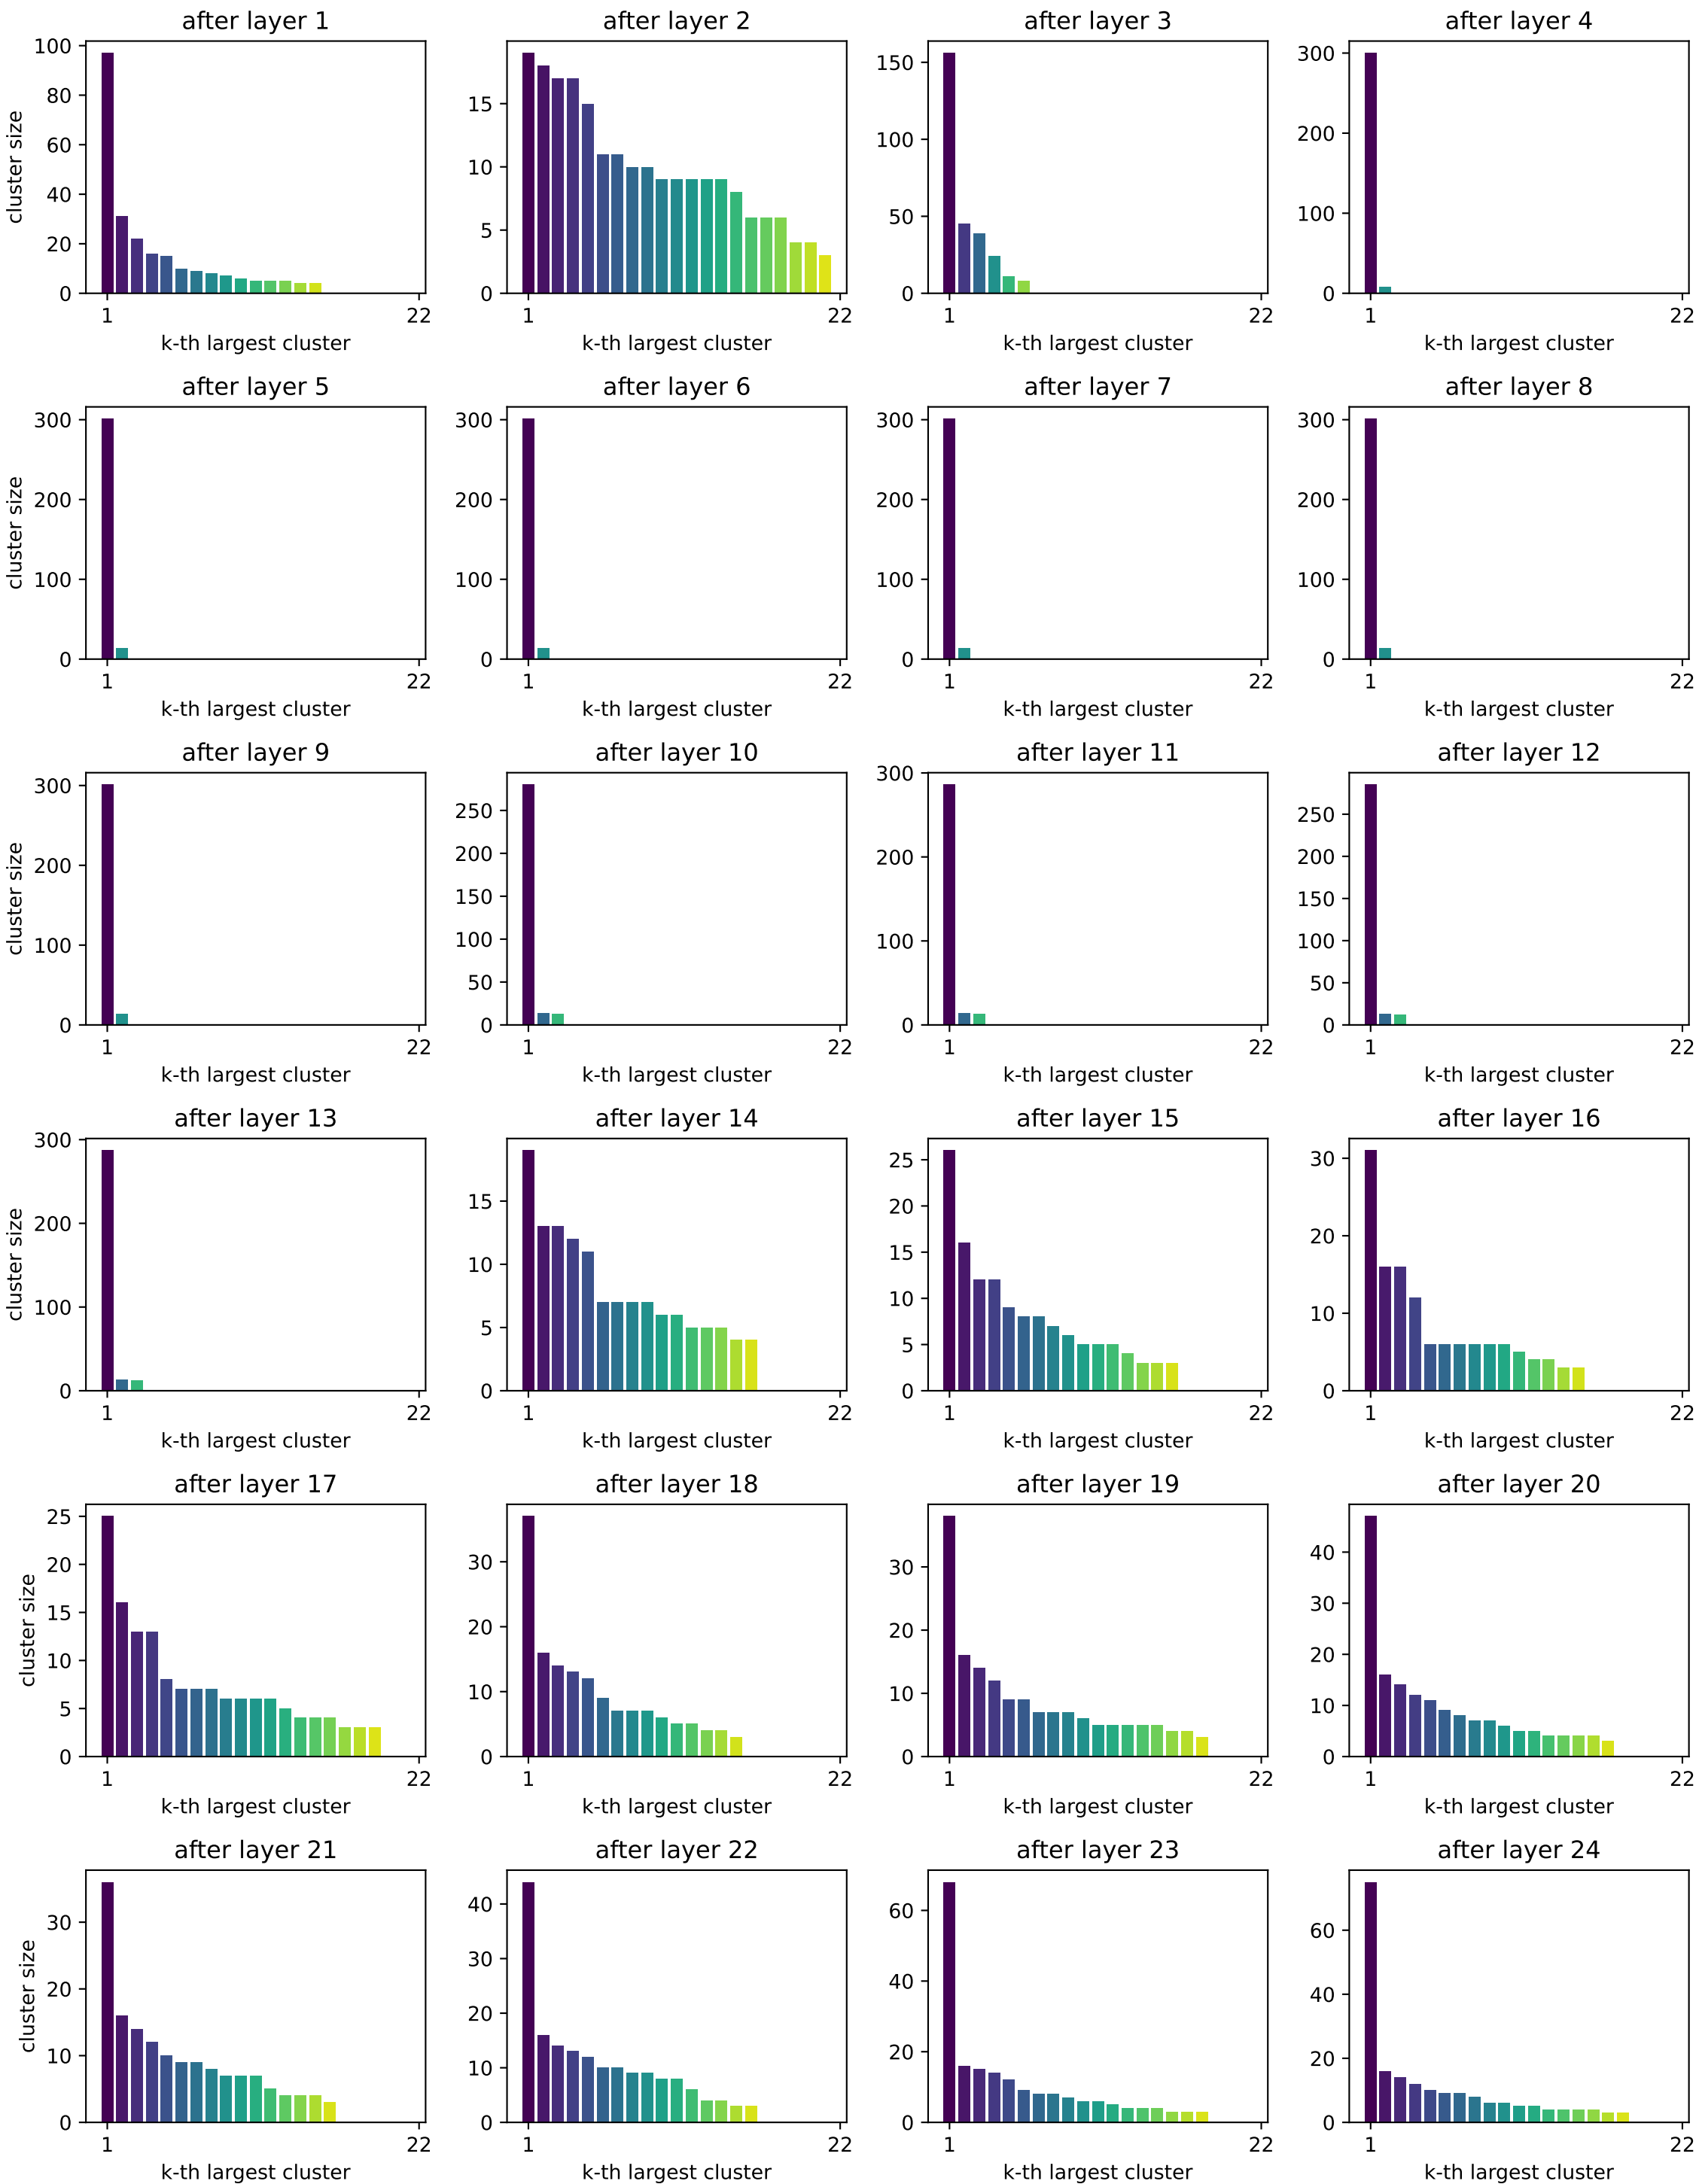 after layer 1
100
80
60
40
20
0
cluster size
1
22
k-th largest cluster
after layer 2
15
10
5
0
1
22
k-th largest cluster
after layer 3
150
100
50
0
1
22
k-th largest cluster
after layer 4
300
200
100
0
1
22
k-th largest cluster
after layer 5
300
200
100
0
cluster size
1
22
k-th largest cluster
after layer 6
300
200
100
0
1
22
k-th largest cluster
after layer 7
300
200
100
0
1
22
k-th largest cluster
after layer 8
300
200
100
0
1
22
k-th largest cluster
after layer 9
300
200
100
0
cluster size
1
22
k-th largest cluster
after layer 10
250
200
150
100
50
0
1
22
k-th largest cluster
after layer 11
300
200
100
0
1
22
k-th largest cluster
after layer 12
250
200
150
100
50
0
1
22
k-th largest cluster
after layer 13
300
200
100
0
cluster size
1
22
k-th largest cluster
after layer 14
15
10
5
0
1
22
k-th largest cluster
after layer 15
25
20
15
10
5
0
1
22
k-th largest cluster
after layer 16
30
20
10
0
1
22
k-th largest cluster
after layer 17
25
20
15
10
5
0
cluster size
1
22
k-th largest cluster
after layer 18
30
20
10
0
1
22
k-th largest cluster
after layer 19
30
20
10
0
1
22
k-th largest cluster
after layer 20
40
30
20
10
0
1
22
k-th largest cluster
after layer 21
30
20
10
0
cluster size
1
22
k-th largest cluster
after layer 22
40
30
20
10
0
1
22
k-th largest cluster
after layer 23
60
40
20
0
1
22
k-th largest cluster
after layer 24
60
40
20
0
1
22
k-th largest cluster